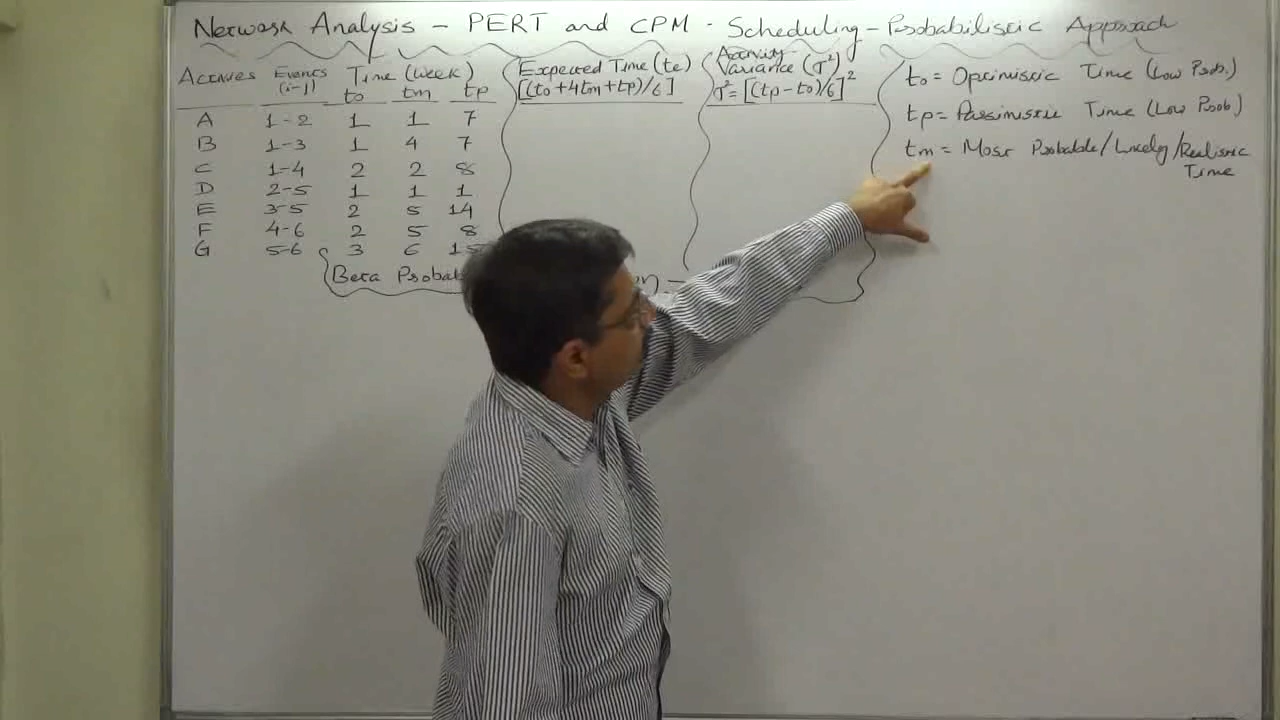 Network Analysis - PERT and CPM - Scheduling - Probabilistic Approach
Activities Events (i-j) Time (week) Expected Time (te) Activity Variance (σ²)
to tm tp [(to+4tm+tp)/6] σ²=[(tp-to)/6]²
A 1-2 1 1 7
B 1-3 1 4 7
C 1-4 2 2 8
D 2-5 1 1 1
E 3-5 2 5 14
F 4-6 2 5 8
G 5-6 3 6 15
Beta
to = Optimistic Time (Low Prob.)
tp = Pessimistic Time (Low Prob)
tm = Most Probable/Likely/Realistic
Time